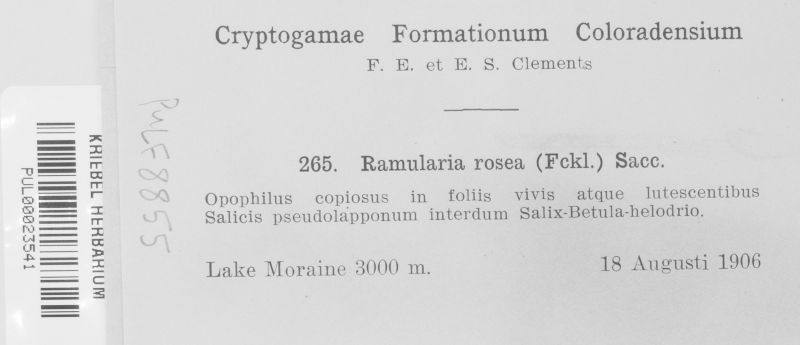 Cryptogamae Formationum Coloradensium
F. E. et E. S. Clements
265. Ramularia rosea (Fckl.) Sacc.
Opophilus copiosus in foliis vivis atque lutescentibus
Salicis pseudolapponum interdum Salix-Betula-helodrio.
Lake Moraine 3000 m.
18 Augusti 1906
PULF8855
KRIEBEL HERBARIUM
PUL00023541